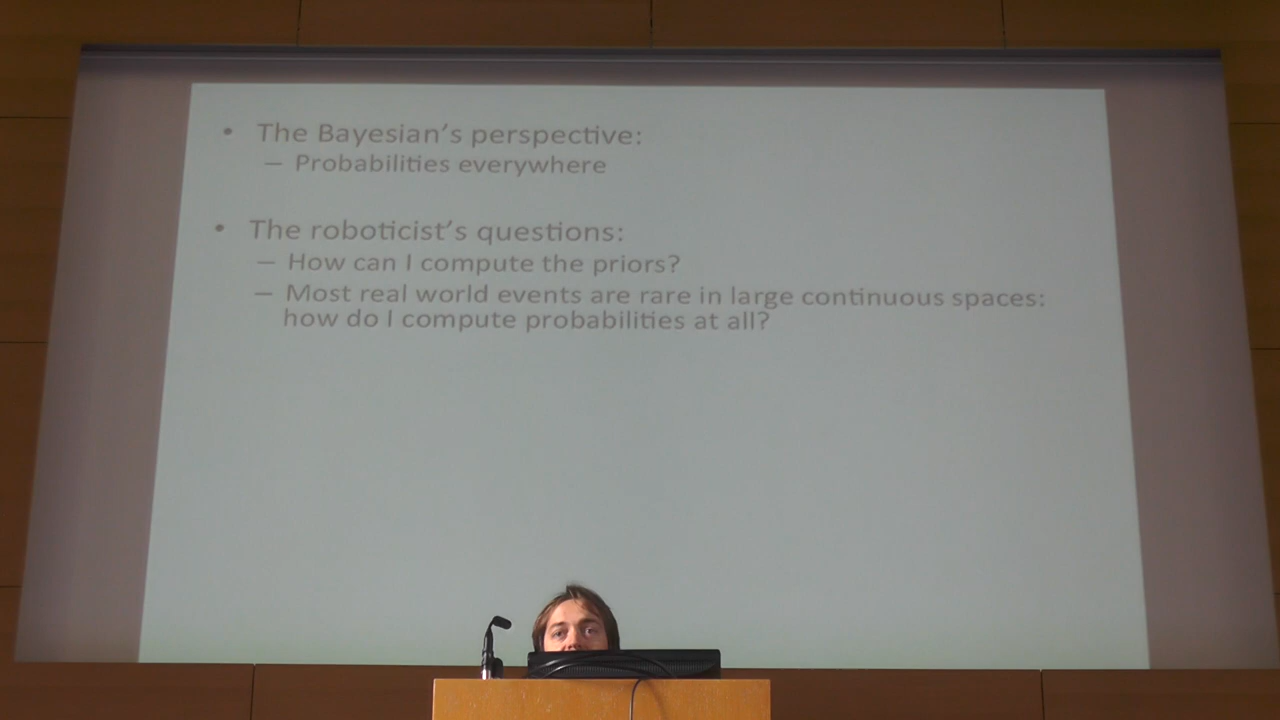 • The Bayesian's perspective:
– Probabilities everywhere
• The roboticist's questions:
– How can I compute the priors?
– Most real world events are rare in large continuous spaces:
how do I compute probabilities at all?